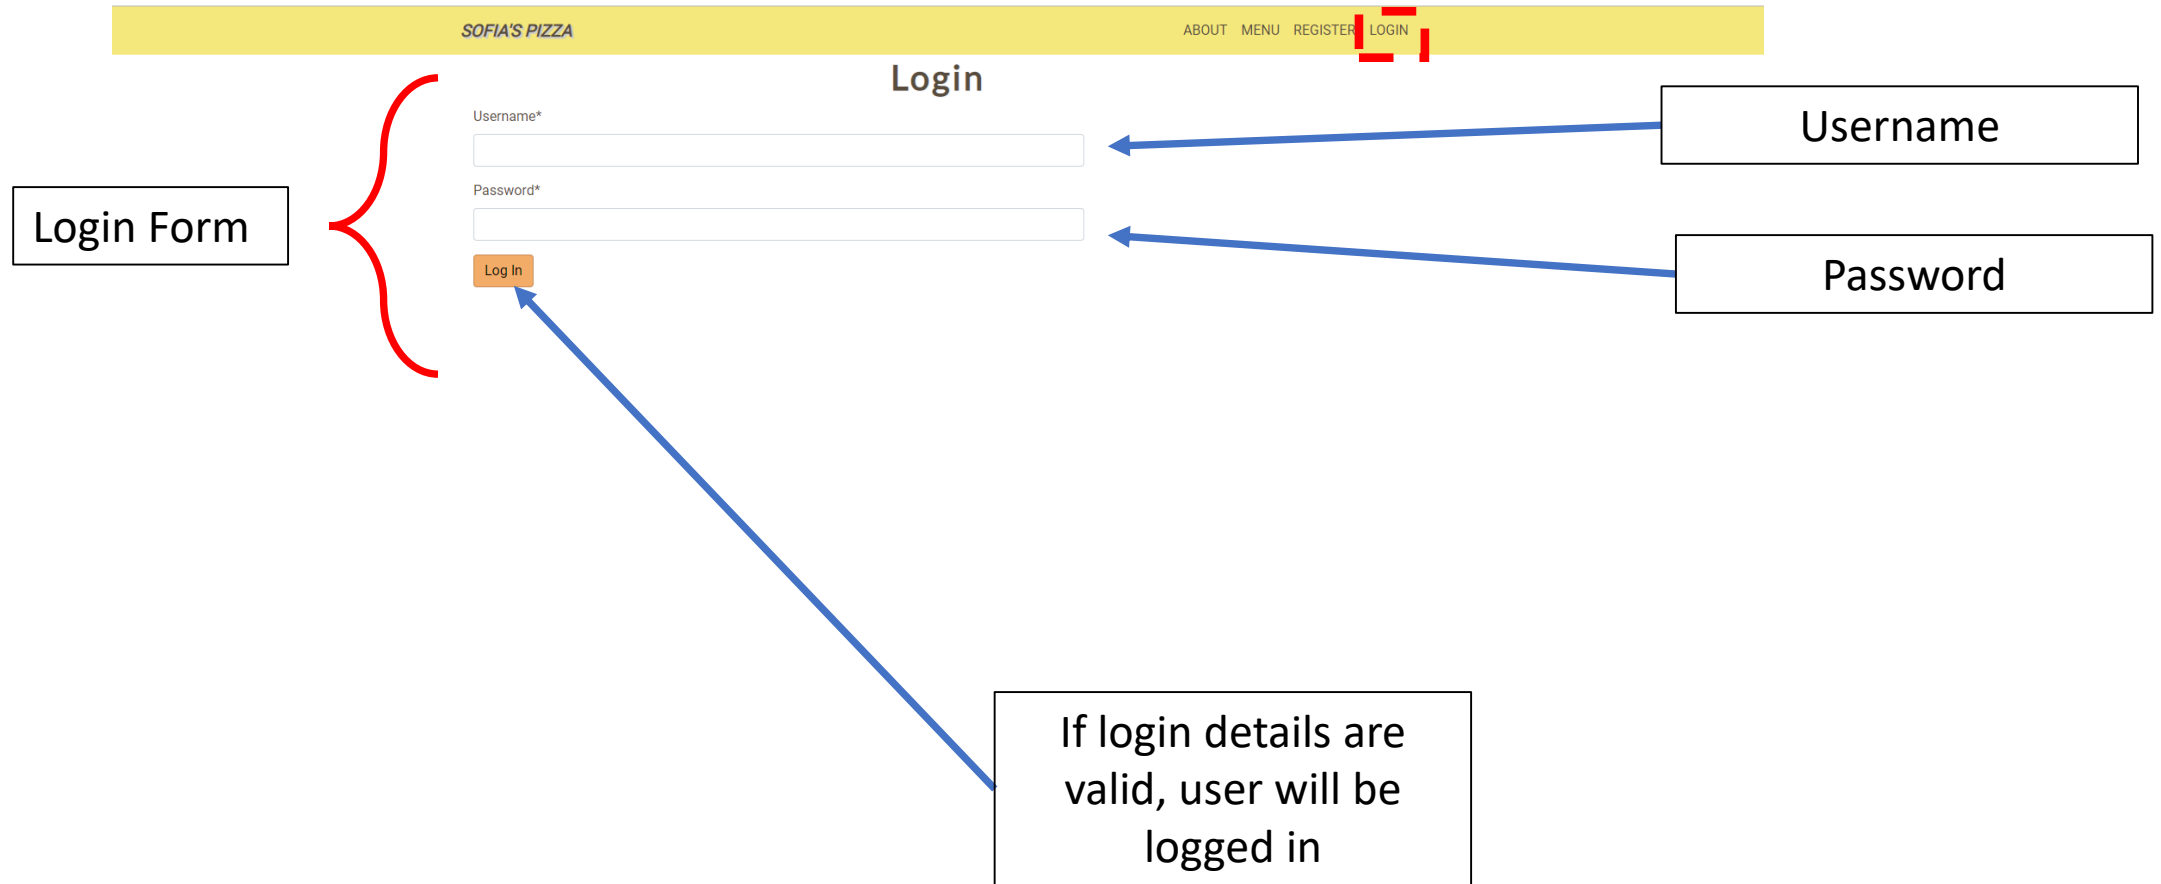 SOFIA'S PIZZA
ABOUT MENU REGISTER LOGIN
Login
Username*
Username
Password*
Login Form
Password
Log In
If login details are
valid, user will be
logged in